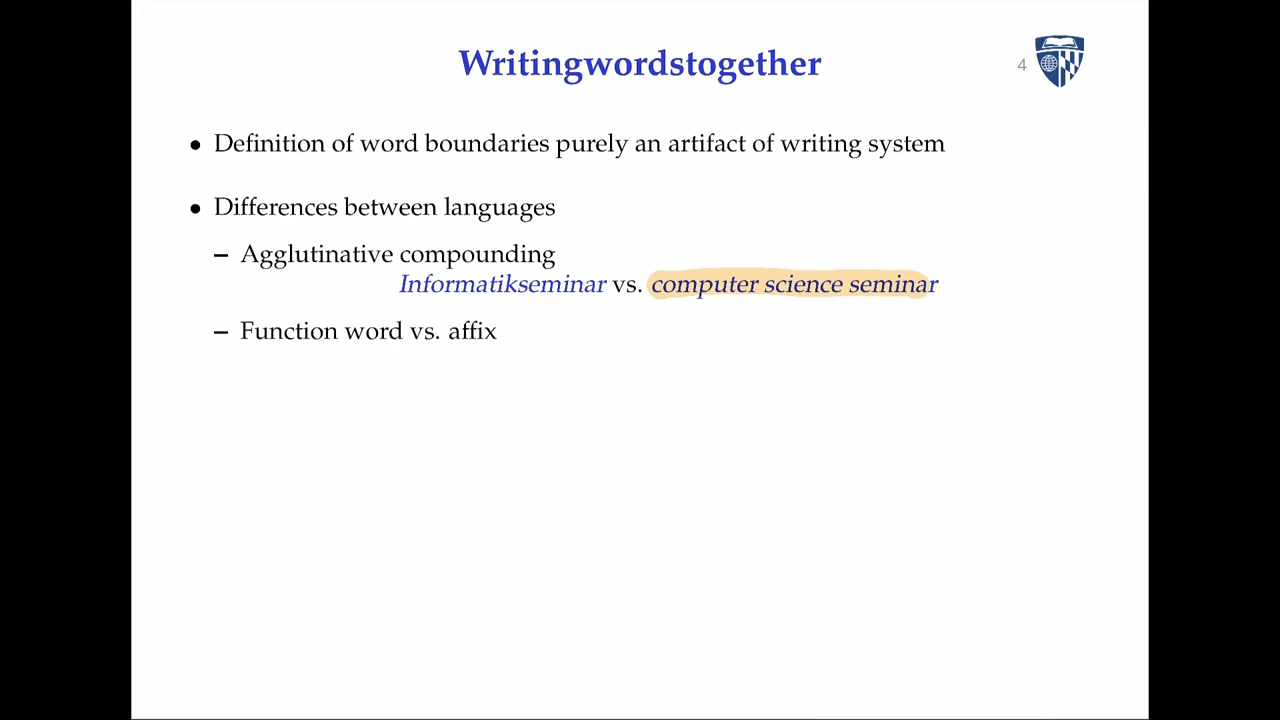 Writingwordstogether
4
• Definition of word boundaries purely an artifact of writing system
• Differences between languages
– Agglutinative compounding
Informatikseminar vs. computer science seminar
– Function word vs. affix